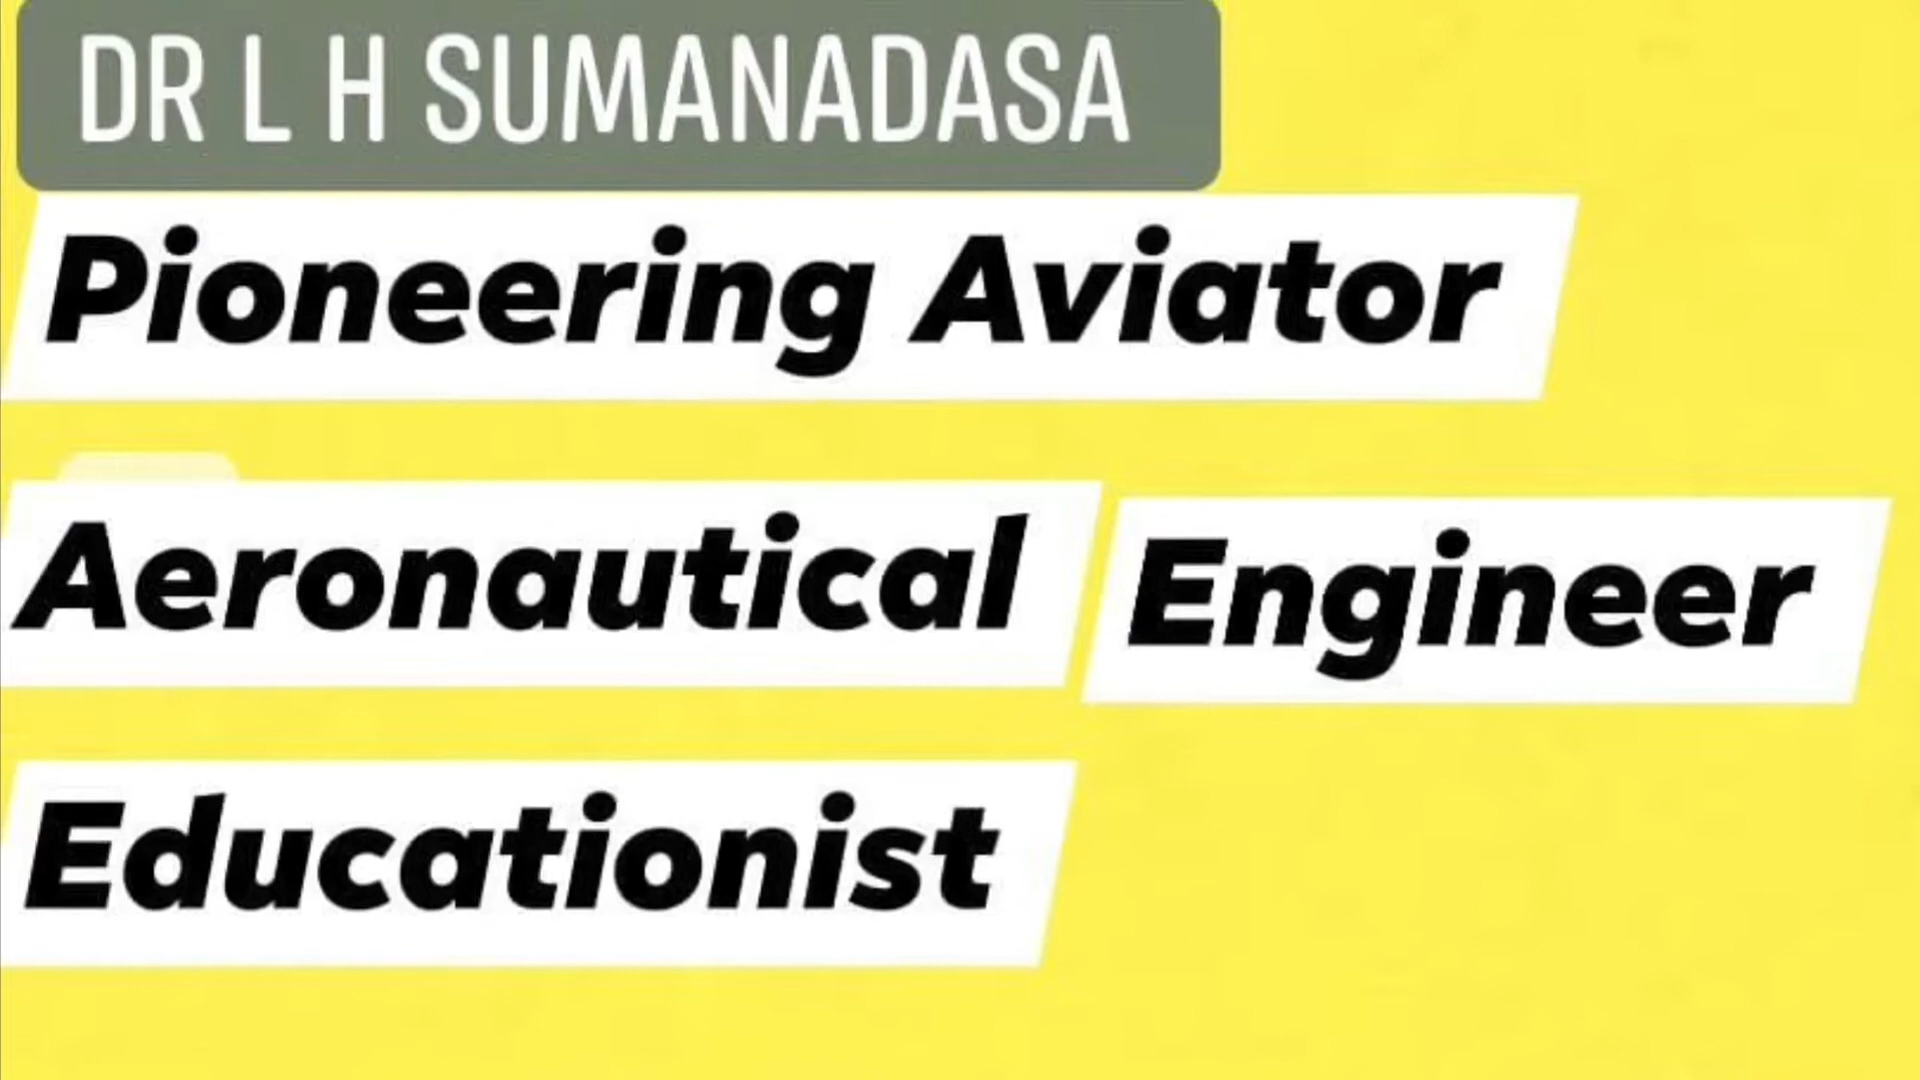 DR L H SUMANADASA
Pioneering Aviator
Aeronautical Engineer
Educationist